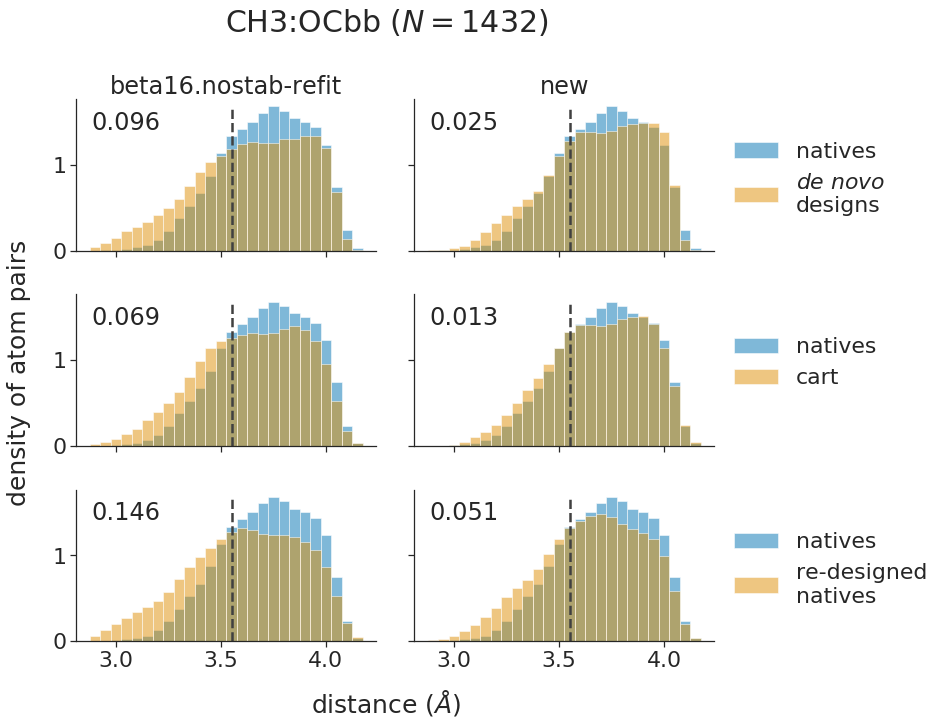 CH3:OCbb (N = 1432)
beta16.nostab-refit
new
density of atom pairs
0.096
0.025
1
0
natives
de novo
designs
0.069
0.013
1
0
natives
cart
0.146
0.051
1
0
natives
re-designed
natives
3.0 3.5 4.0
3.0 3.5 4.0
distance (Å)